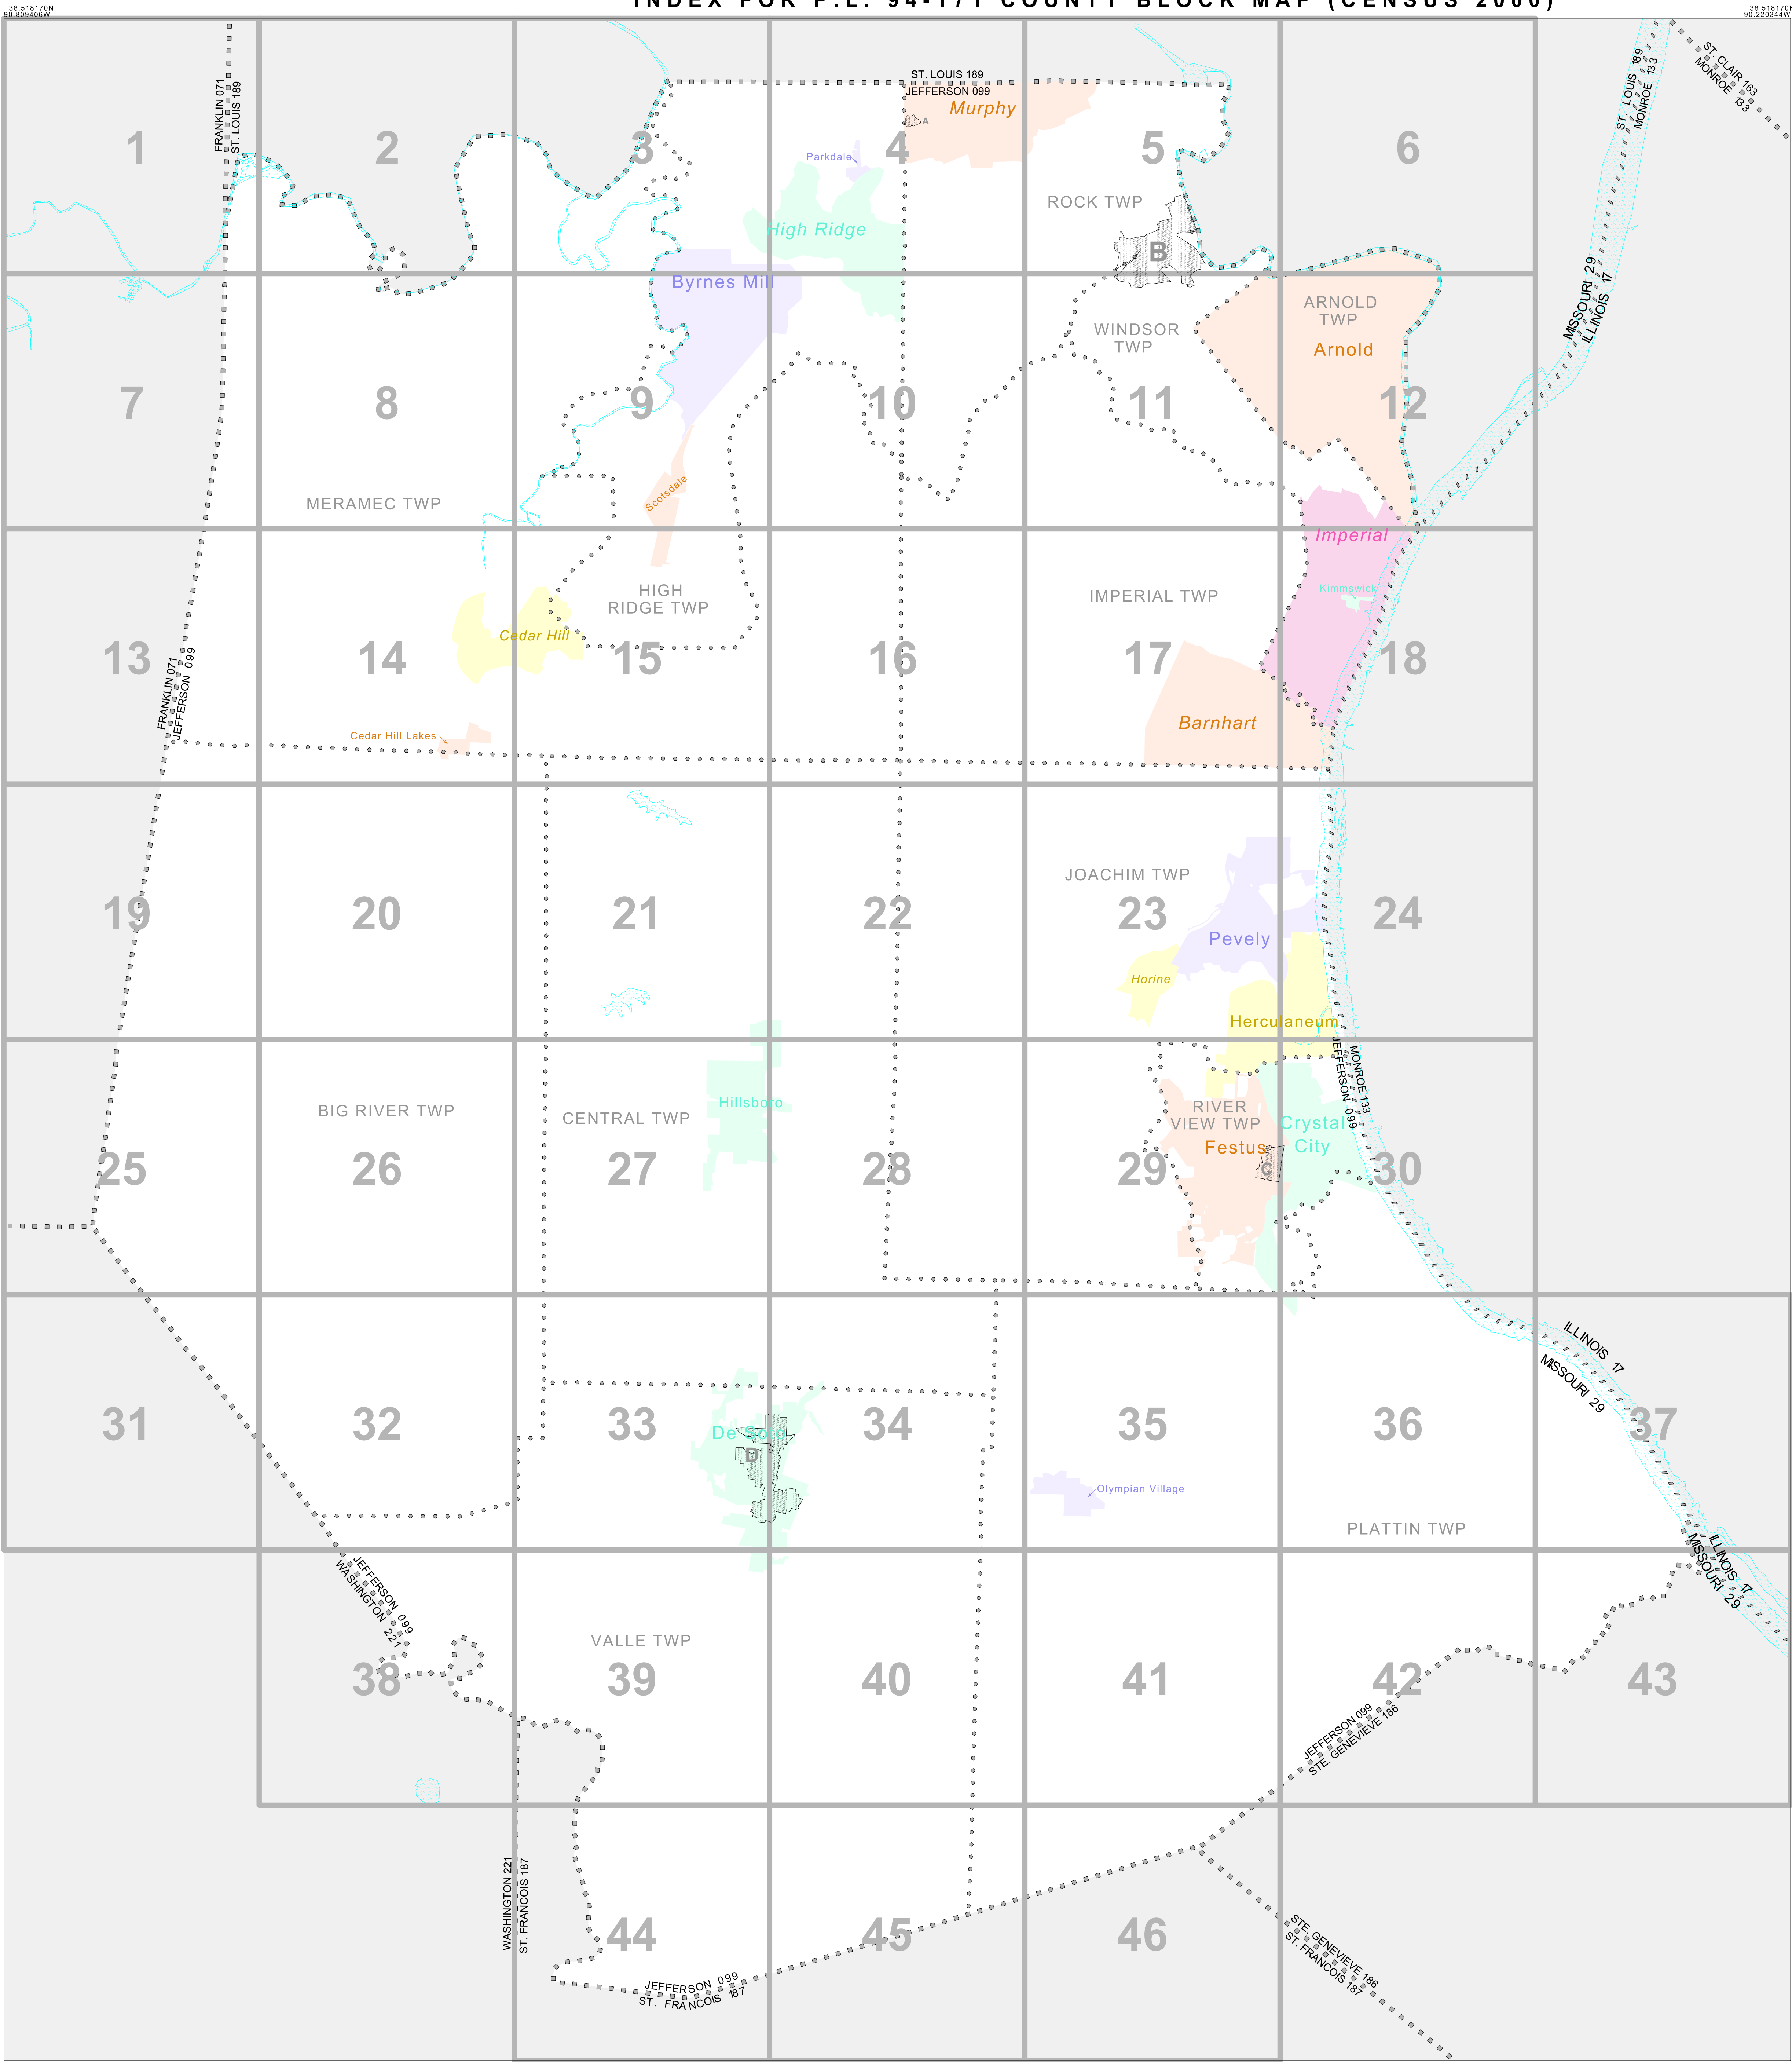 INDEX FOR P.L. 94-171 COUNTY BLOCK MAP (CENSUS 2000)
38.518170N
90.809406W
38.518170N
90.220344W
FRANKLIN 071
ST. LOUIS 189
ST. LOUIS 189
JEFFERSON 099
Murphy
A
ST. LOUIS 189
MONROE 133
ST. CLAIR 163
MONROE 133
1
2
3
4
5
6
Parkdale
ROCK TWP
High Ridge
B
Byrnes Mill
MISSOURI 29
ILLINOIS 17
ARNOLD
TWP
WINDSOR
TWP
Arnold
7
8
9
10
11
12
Scotsdale
MERAMEC TWP
Imperial
HIGH
RIDGE TWP
IMPERIAL TWP
Kimmswick
Cedar Hill
13
14
15
16
17
18
FRANKLIN 071
JEFFERSON 099
Barnhart
Cedar Hill Lakes
JOACHIM TWP
19
20
21
22
23
24
Pevely
Horine
Herculaneum
JEFFERSON 099
MONROE 133
Hillsboro
BIG RIVER TWP
CENTRAL TWP
RIVER
VIEW TWP
Crystal
City
Festus
C
25
26
27
28
29
30
ILLINOIS 17
MISSOURI 29
31
32
33
34
35
36
37
De Soto
D
Olympian Village
PLATTIN TWP
ILLINOIS 17
MISSOURI 29
JEFFERSON 099
WASHINGTON 221
VALLE TWP
38
39
40
41
42
43
JEFFERSON 099
STE. GENEVIEVE 186
WASHINGTON 221
ST. FRANCOIS 187
44
45
46
STE. GENEVIEVE 186
ST. FRANCOIS 187
JEFFERSON 099
ST. FRANCOIS 187